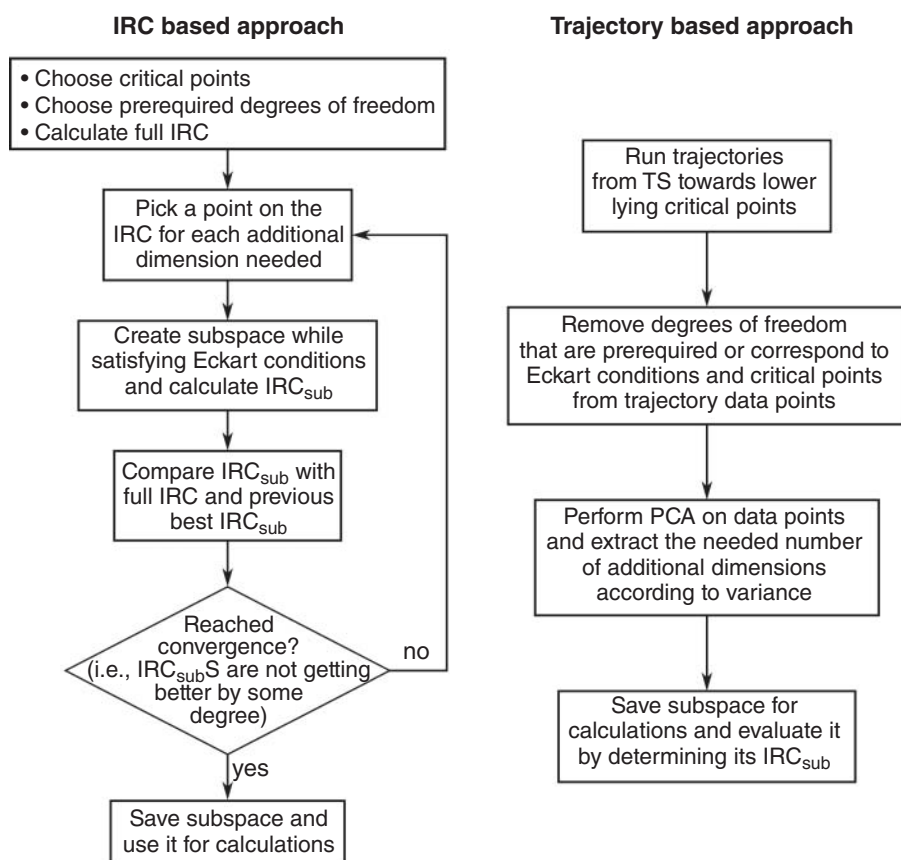 IRC based approach
• Choose critical points
• Choose prerequired degrees of freedom
• Calculate full IRC
Pick a point on the
IRC for each additional
dimension needed
Create subspace while
satisfying Eckart conditions
and calculate IRCsub
Compare IRCsub with
full IRC and previous
best IRCsub
Reached
convergence?
(i.e., IRCsubS are not getting
better by some
degree)
no
yes
Save subspace and
use it for calculations
Trajectory based approach
Run trajectories
from TS towards lower
lying critical points
Remove degrees of freedom
that are prerequired or correspond to
Eckart conditions and critical points
from trajectory data points
Perform PCA on data points
and extract the needed number
of additional dimensions
according to variance
Save subspace for
calculations and evaluate it
by determining its IRCsub